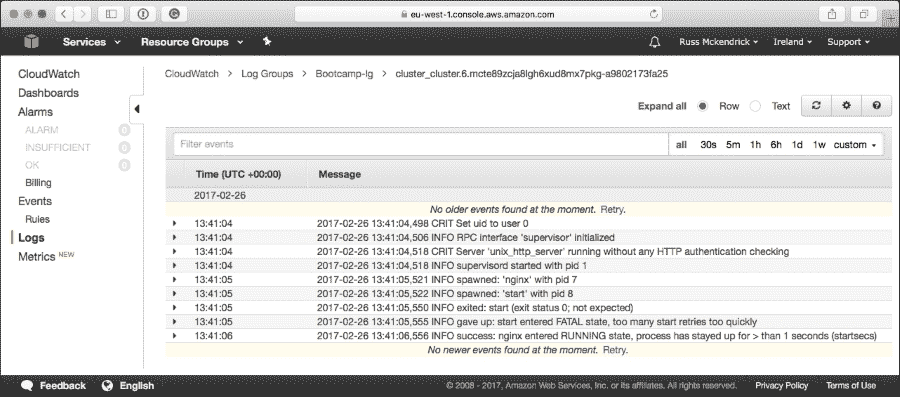 eu-west-1.console.aws.amazon.com
Services Resource Groups Russ Mckendrick Ireland Support
CloudWatch
Dashboards
Alarms
ALARM 0
INSUFFICIENT 0
OK 0
Billing
Events
Rules
Logs
Metrics NEW
CloudWatch > Log Groups > Bootcamp-lg > cluster_cluster.6.mcte89zcja8lgh6xud8mx7pkg-a9802173fa25
Expand all Row Text
Filter events all 30s 5m 1h 6h 1d 1w custom
Time (UTC +00:00) Message
2017-02-26
No older events found at the moment. Retry.
13:41:04 2017-02-26 13:41:04,498 CRIT Set uid to user 0
13:41:04 2017-02-26 13:41:04,506 INFO RPC interface 'supervisor' initialized
13:41:04 2017-02-26 13:41:04,518 CRIT Server 'unix_http_server' running without any HTTP authentication checking
13:41:04 2017-02-26 13:41:04,518 INFO supervisord started with pid 1
13:41:05 2017-02-26 13:41:05,521 INFO spawned: 'nginx' with pid 7
13:41:05 2017-02-26 13:41:05,522 INFO spawned: 'start' with pid 8
13:41:05 2017-02-26 13:41:05,550 INFO exited: start (exit status 0; not expected)
13:41:05 2017-02-26 13:41:05,555 INFO gave up: start entered FATAL state, too many start retries too quickly
13:41:06 2017-02-26 13:41:06,556 INFO success: nginx entered RUNNING state, process has stayed up for > than 1 seconds (startsecs)
No newer events found at the moment. Retry.
Feedback English © 2008 - 2017, Amazon Web Services, Inc. or its affiliates. All rights reserved. Privacy Policy Terms of Use